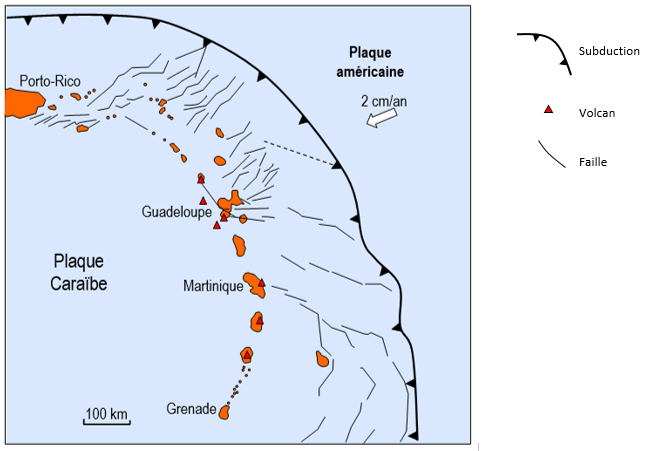 Plaque
américaine
2 cm/an
Porto-Rico
Guadeloupe
Plaque
Caraïbe
Martinique
Grenade
100 km
Subduction
Volcan
Faille